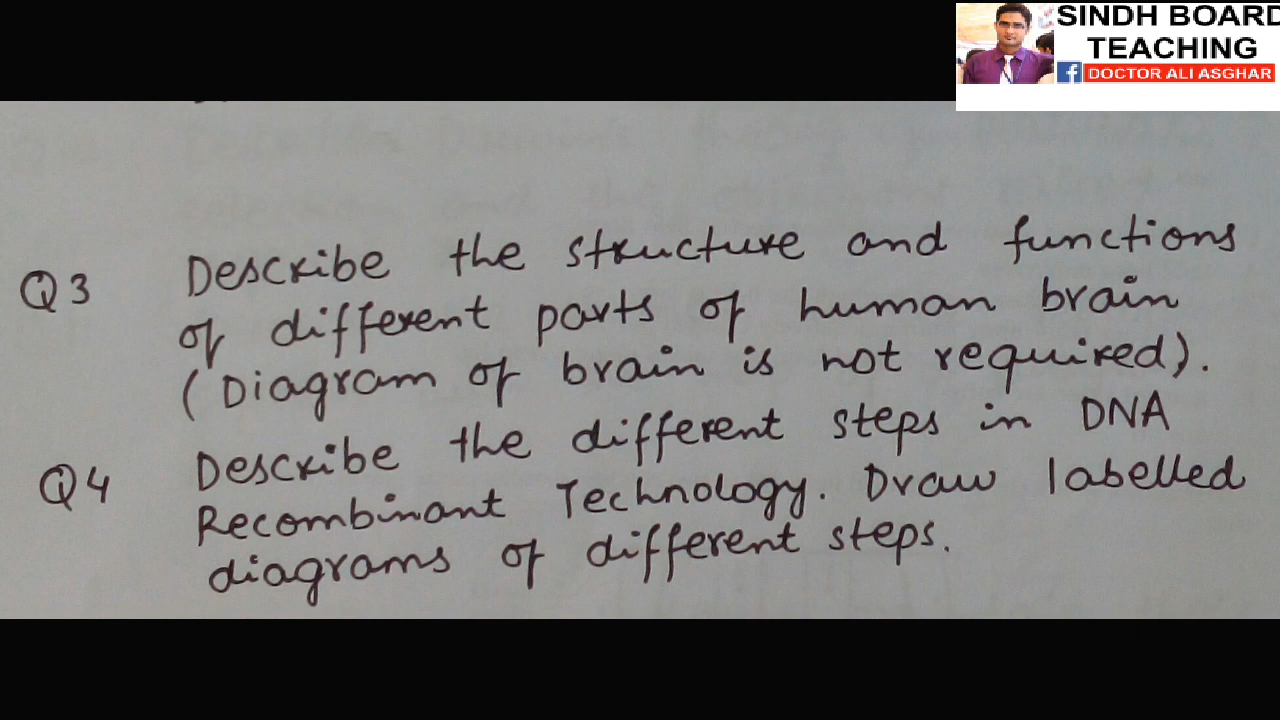 SINDH BOARD
TEACHING
DOCTOR ALI ASGHAR
Q3 Describe the structure and functions
of different parts of human brain
(Diagram of brain is not required).
Q4 Describe the different steps in DNA
Recombinant Technology. Draw labelled
diagrams of different steps.